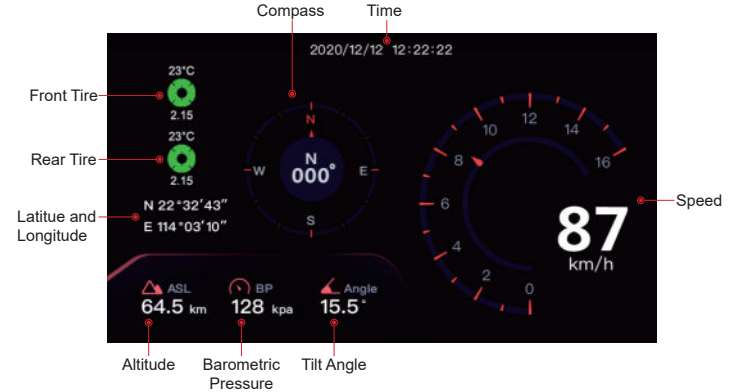 Compass
Time
2020/12/12 12:22:22
Front Tire
23°C
2.15
Rear Tire
23°C
2.15
Latitue and
Longitude
N 22°32′43″
E 114°03′10″
N
W
E
S
N
000°
0
2
4
6
8
10
12
14
16
87
km/h
Speed
ASL
64.5 km
BP
128 kpa
Angle
15.5°
Altitude
Barometric
Pressure
Tilt Angle